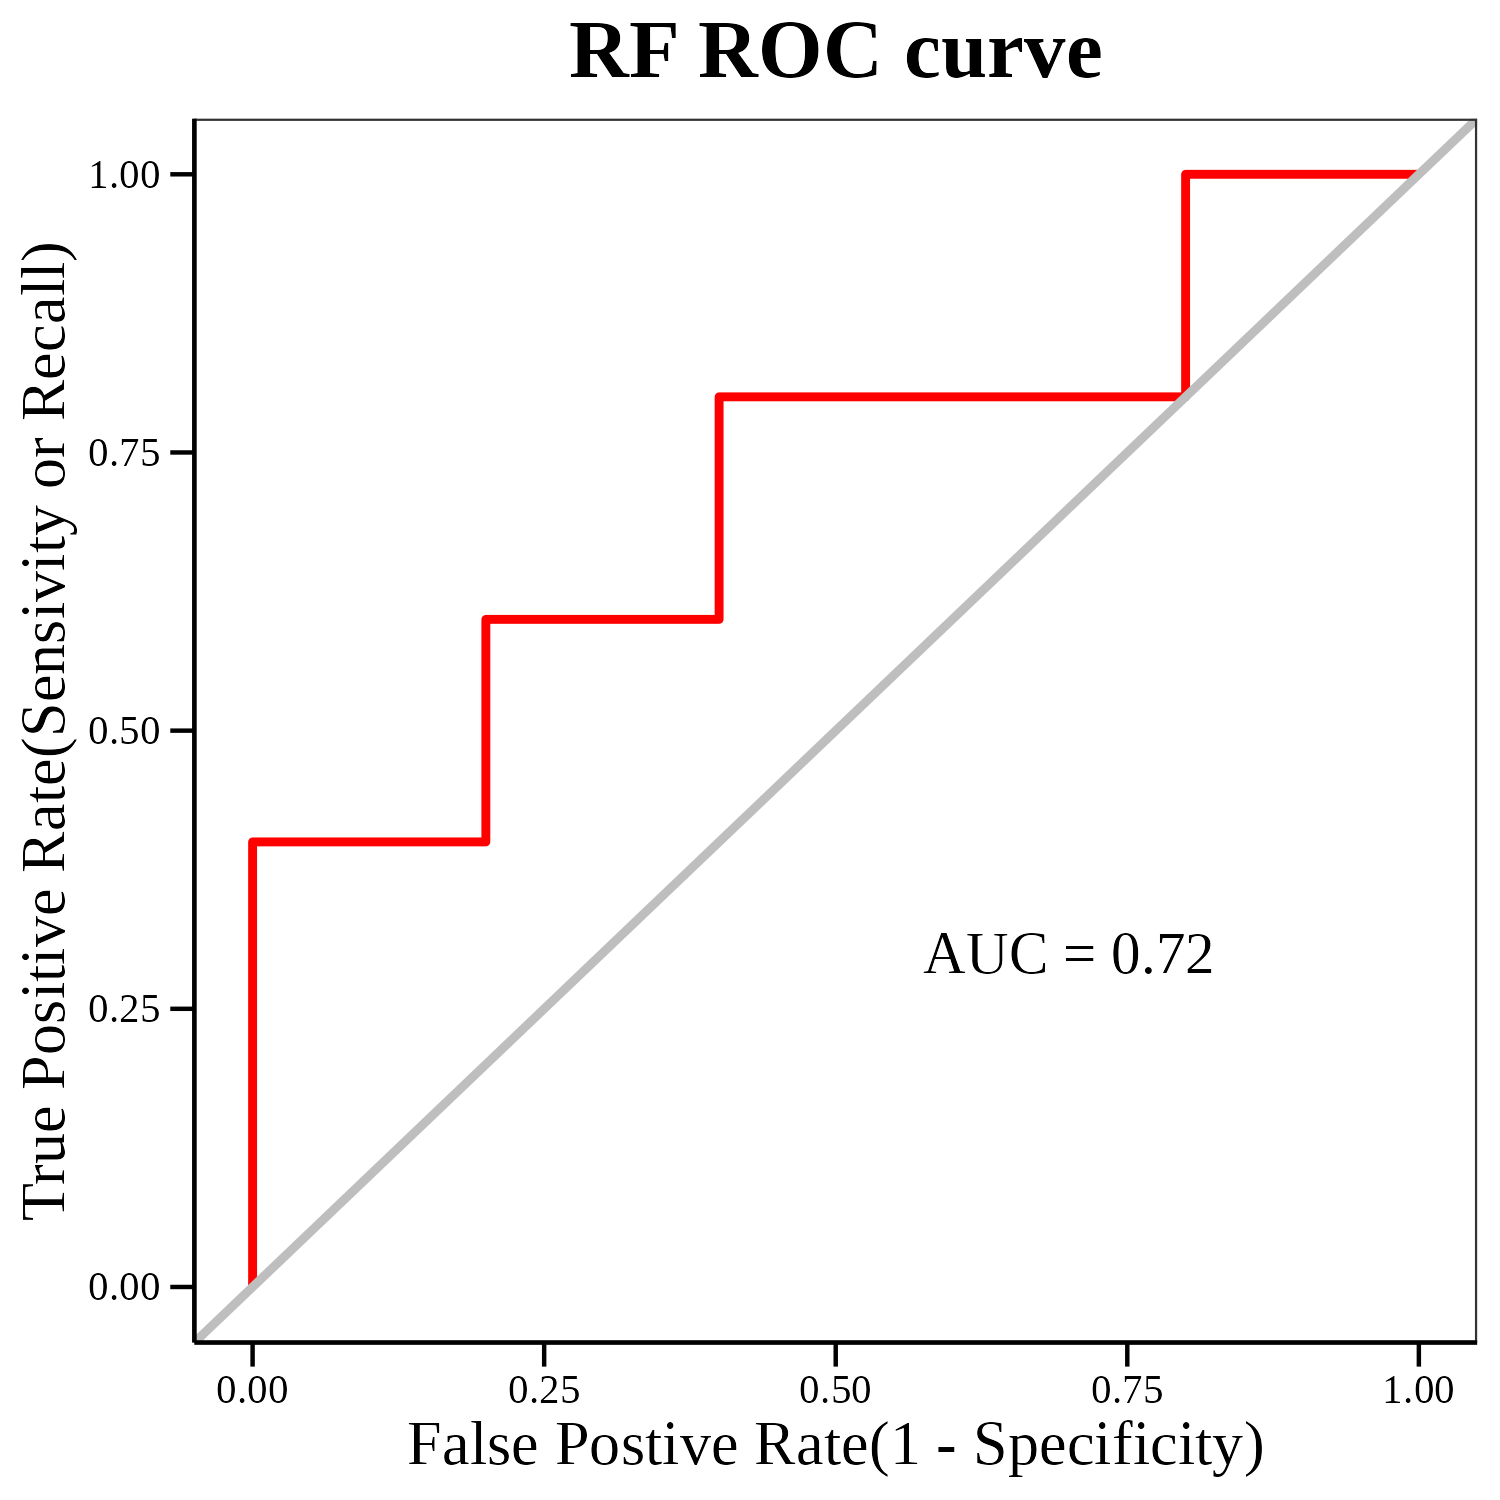 RF ROC curve
True Positive Rate(Sensivity or Recall)
1.00
0.75
0.50
0.25
0.00
AUC = 0.72
0.00 0.25 0.50 0.75 1.00
False Postive Rate(1 - Specificity)